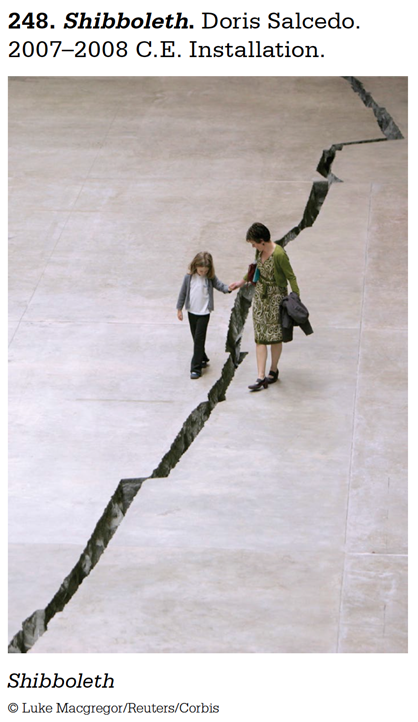 248. Shibboleth. Doris Salcedo.
2007–2008 C.E. Installation.
Shibboleth
© Luke Macgregor/Reuters/Corbis